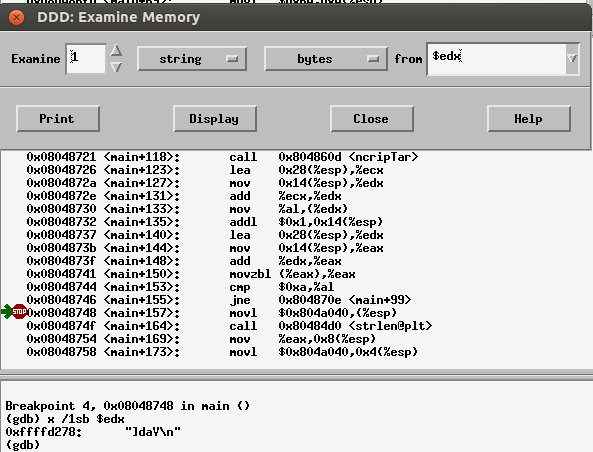 DDD: Examine Memory
Examine 1 string bytes from $edx
Print Display Close Help
0x08048721 <main+118>: call 0x804860d <ncripTar>
0x08048726 <main+123>: lea 0x28(%esp),%ecx
0x0804872a <main+127>: mov 0x14(%esp),%edx
0x0804872e <main+131>: add %ecx,%edx
0x08048730 <main+133>: mov %al,(%edx)
0x08048732 <main+135>: addl $0x1,0x14(%esp)
0x08048737 <main+140>: lea 0x28(%esp),%edx
0x0804873b <main+144>: mov 0x14(%esp),%eax
0x0804873f <main+148>: add %edx,%eax
0x08048741 <main+150>: movzbl (%eax),%eax
0x08048744 <main+153>: cmp $0xa,%al
0x08048746 <main+155>: jne 0x804870e <main+99>
STOP 0x08048748 <main+157>: movl $0x804a040,(%esp)
0x0804874f <main+164>: call 0x80484d0 <strlen@plt>
0x08048754 <main+169>: mov %eax,0x8(%esp)
0x08048758 <main+173>: movl $0x804a040,0x4(%esp)
Breakpoint 4, 0x08048748 in main ()
(gdb) x /1sb $edx
0xffffd278: "]daY\n"
(gdb)